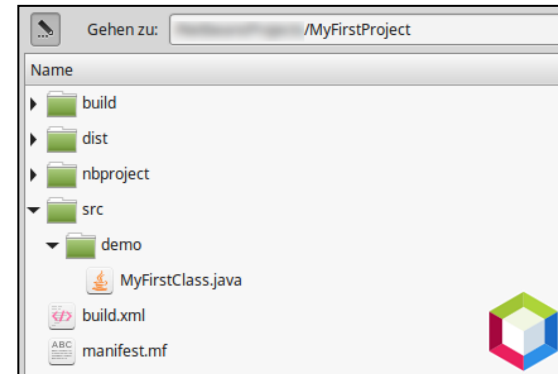 Gehen zu: /MyFirstProject
Name
build
dist
nbproject
src
demo
MyFirstClass.java
build.xml
ABC
manifest.mf